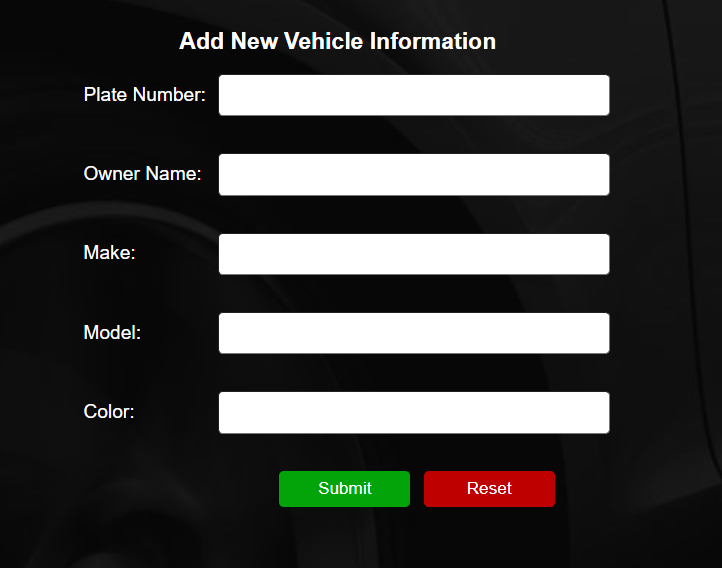 Add New Vehicle Information
Plate Number:
Owner Name:
Make:
Model:
Color:
Submit Reset